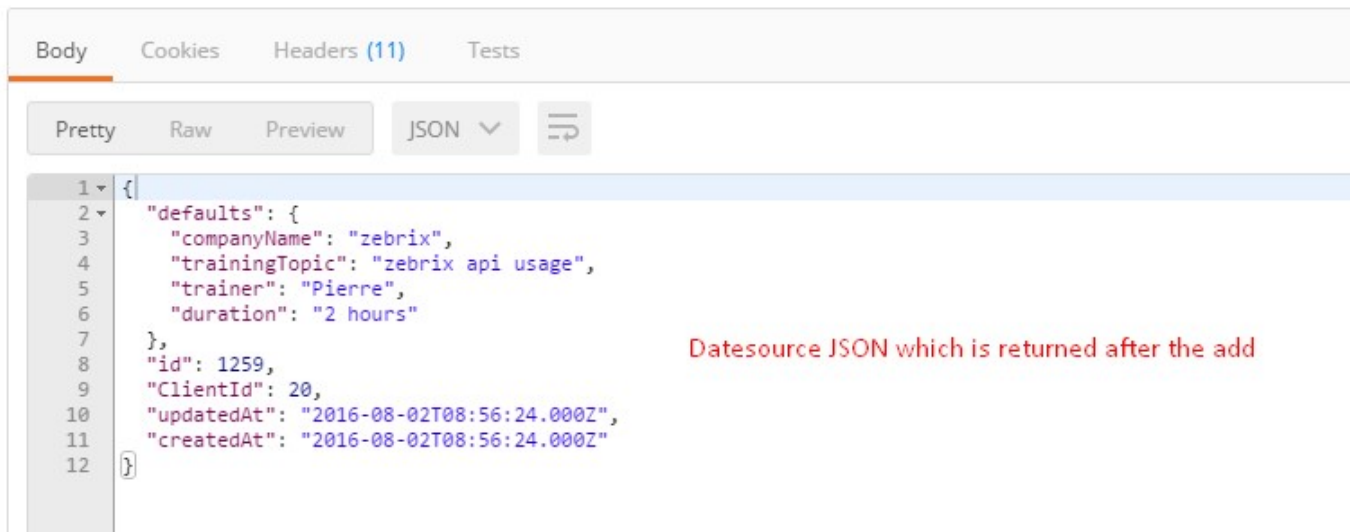 Body Cookies Headers (11) Tests
Pretty Raw Preview JSON
1 {
2 "defaults": {
3 "companyName": "zebrix",
4 "trainingTopic": "zebrix api usage",
5 "trainer": "Pierre",
6 "duration": "2 hours"
7 },
Datesource JSON which is returned after the add
8 "id": 1259,
9 "ClientId": 20,
10 "updatedAt": "2016-08-02T08:56:24.000Z",
11 "createdAt": "2016-08-02T08:56:24.000Z"
12 }